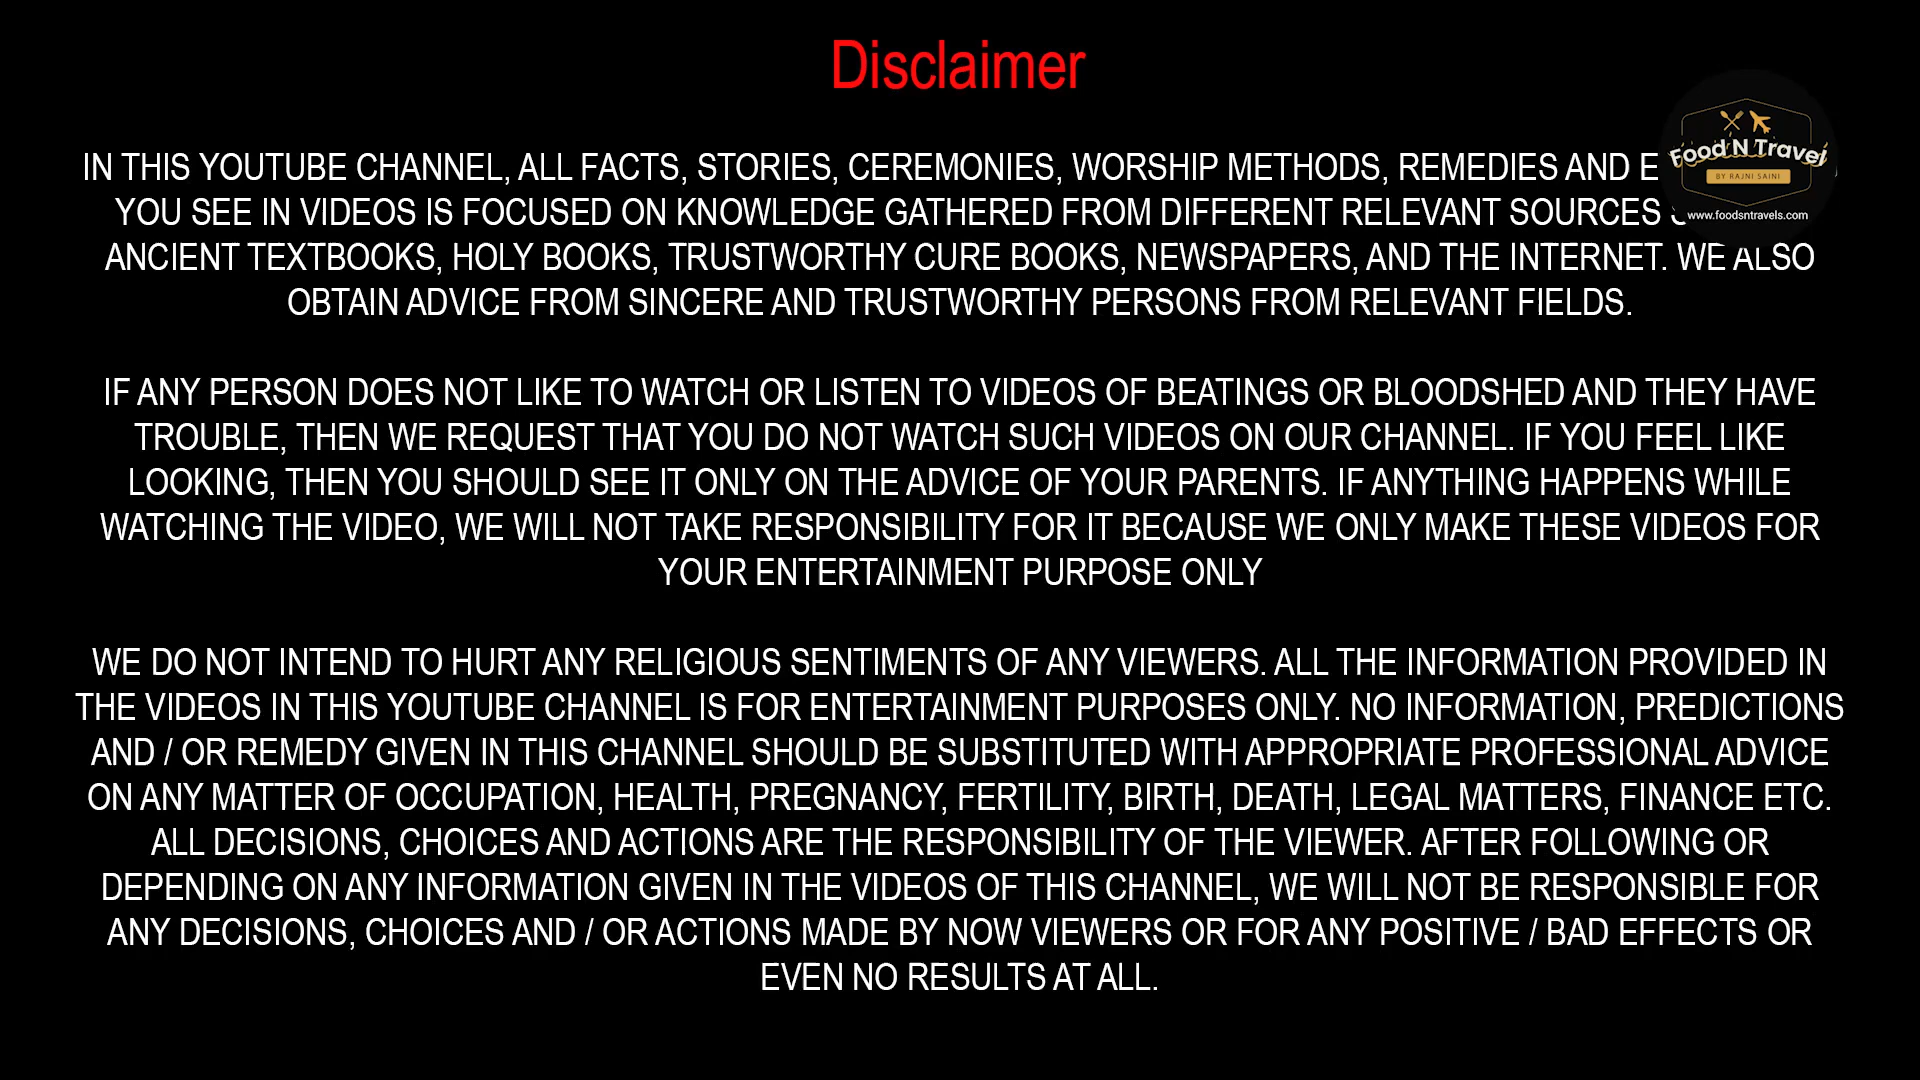 Disclaimer
IN THIS YOUTUBE CHANNEL, ALL FACTS, STORIES, CEREMONIES, WORSHIP METHODS, REMEDIES AND
YOU SEE IN VIDEOS IS FOCUSED ON KNOWLEDGE GATHERED FROM DIFFERENT RELEVANT SOURCES
ANCIENT TEXTBOOKS, HOLY BOOKS, TRUSTWORTHY CURE BOOKS, NEWSPAPERS, AND THE INTERNET. WE ALSO
OBTAIN ADVICE FROM SINCERE AND TRUSTWORTHY PERSONS FROM RELEVANT FIELDS.
Food N Travel
BY RAJNI SAINI
www.foodsntravels.com
IF ANY PERSON DOES NOT LIKE TO WATCH OR LISTEN TO VIDEOS OF BEATINGS OR BLOODSHED AND THEY HAVE
TROUBLE, THEN WE REQUEST THAT YOU DO NOT WATCH SUCH VIDEOS ON OUR CHANNEL. IF YOU FEEL LIKE
LOOKING, THEN YOU SHOULD SEE IT ONLY ON THE ADVICE OF YOUR PARENTS. IF ANYTHING HAPPENS WHILE
WATCHING THE VIDEO, WE WILL NOT TAKE RESPONSIBILITY FOR IT BECAUSE WE ONLY MAKE THESE VIDEOS FOR
YOUR ENTERTAINMENT PURPOSE ONLY
WE DO NOT INTEND TO HURT ANY RELIGIOUS SENTIMENTS OF ANY VIEWERS. ALL THE INFORMATION PROVIDED IN
THE VIDEOS IN THIS YOUTUBE CHANNEL IS FOR ENTERTAINMENT PURPOSES ONLY. NO INFORMATION, PREDICTIONS
AND / OR REMEDY GIVEN IN THIS CHANNEL SHOULD BE SUBSTITUTED WITH APPROPRIATE PROFESSIONAL ADVICE
ON ANY MATTER OF OCCUPATION, HEALTH, PREGNANCY, FERTILITY, BIRTH, DEATH, LEGAL MATTERS, FINANCE ETC.
ALL DECISIONS, CHOICES AND ACTIONS ARE THE RESPONSIBILITY OF THE VIEWER. AFTER FOLLOWING OR
DEPENDING ON ANY INFORMATION GIVEN IN THE VIDEOS OF THIS CHANNEL, WE WILL NOT BE RESPONSIBLE FOR
ANY DECISIONS, CHOICES AND / OR ACTIONS MADE BY NOW VIEWERS OR FOR ANY POSITIVE / BAD EFFECTS OR
EVEN NO RESULTS AT ALL.